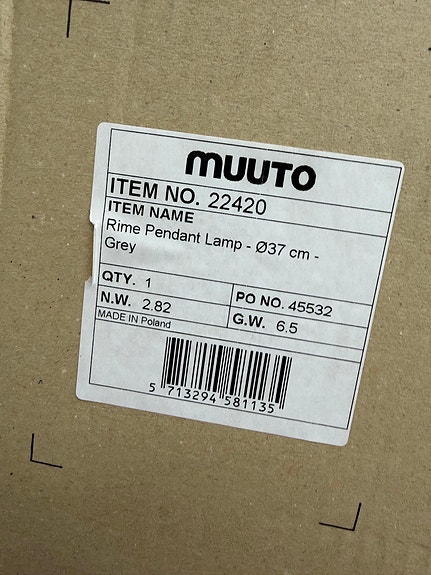 muuto
ITEM NO. 22420
ITEM NAME
Rime Pendant Lamp - Ø37 cm -
Grey
QTY. 1
PO NO. 45532
N.W. 2.82
G.W. 6.5
MADE IN Poland
5 713294 581135